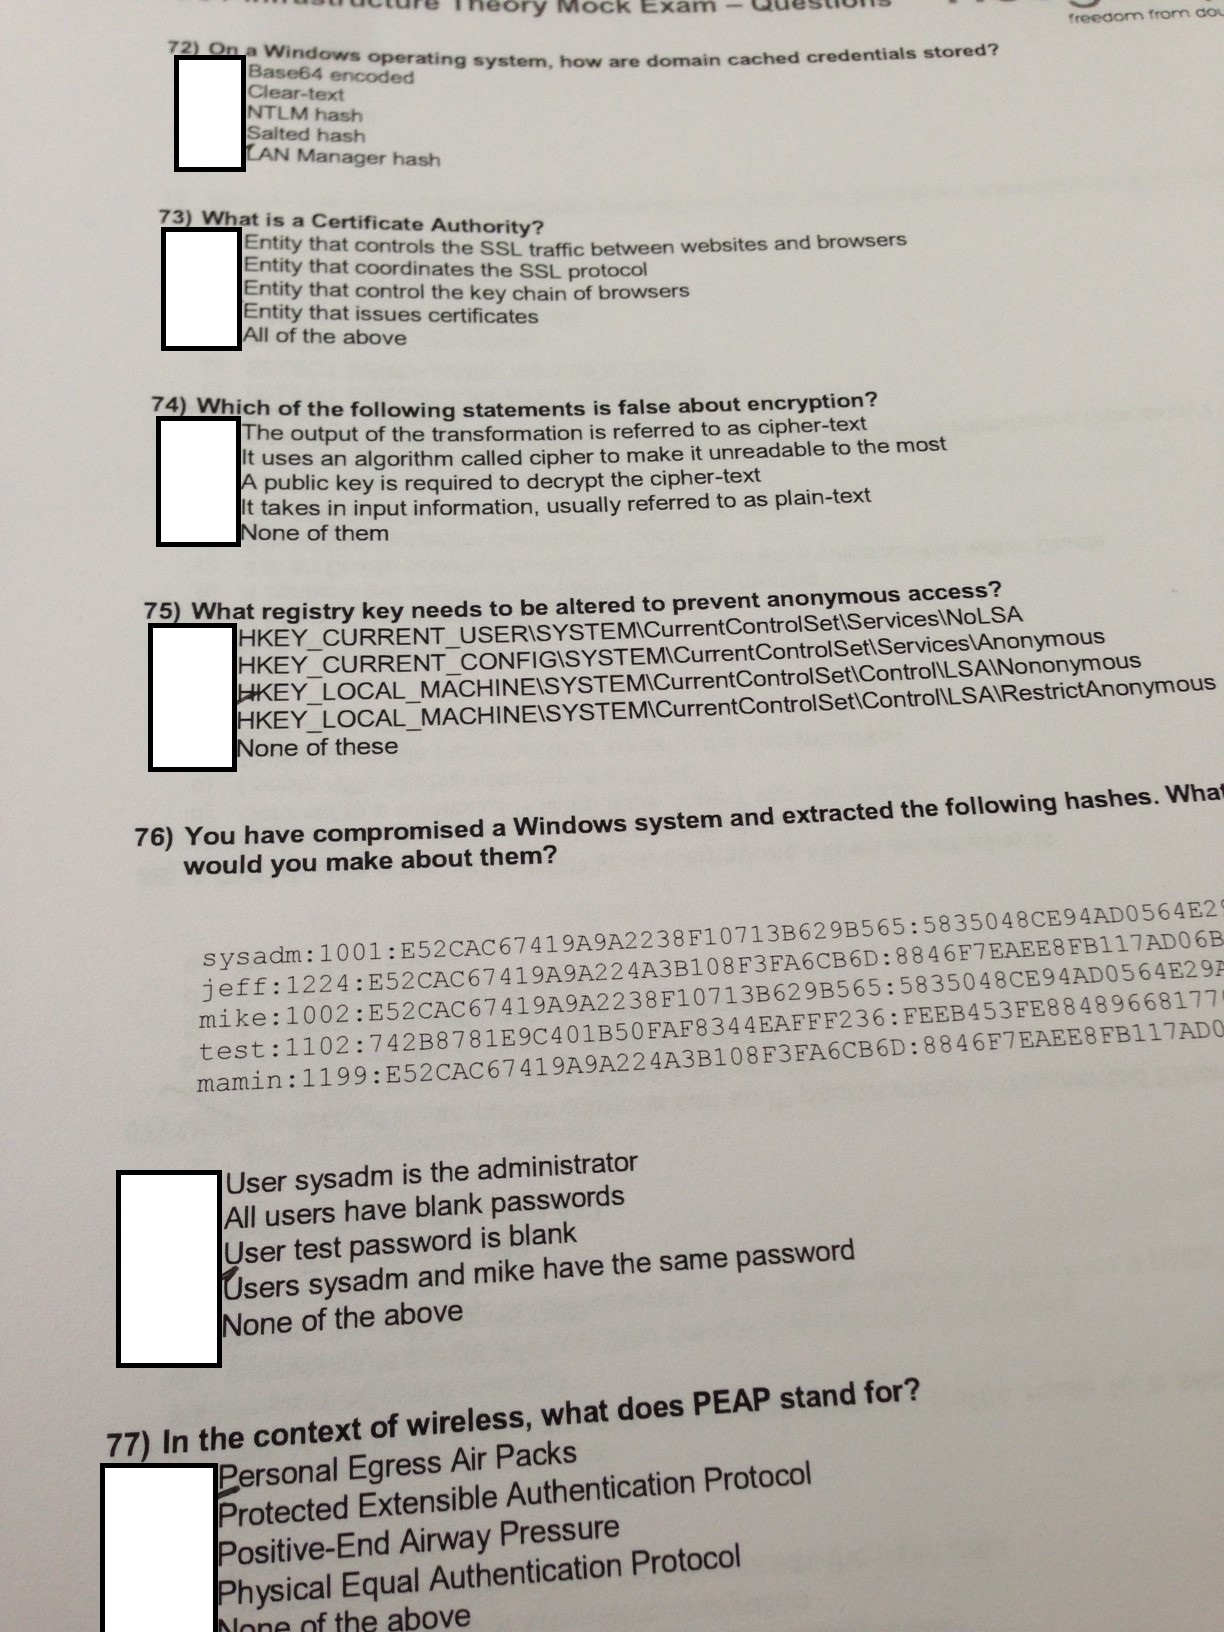 Infrastructure Theory Mock Exam – Questions
freedom from
72) On a Windows operating system, how are domain cached credentials stored?
Base64 encoded
Clear-text
NTLM hash
Salted hash
LAN Manager hash
73) What is a Certificate Authority?
Entity that controls the SSL traffic between websites and browsers
Entity that coordinates the SSL protocol
Entity that control the key chain of browsers
Entity that issues certificates
All of the above
74) Which of the following statements is false about encryption?
The output of the transformation is referred to as cipher-text
It uses an algorithm called cipher to make it unreadable to the most
A public key is required to decrypt the cipher-text
It takes in input information, usually referred to as plain-text
None of them
75) What registry key needs to be altered to prevent anonymous access?
HKEY_CURRENT_USER\SYSTEM\CurrentControlSet\Services\NoLSA
HKEY_CURRENT_CONFIG\SYSTEM\CurrentControlSet\Services\Anonymous
HKEY_LOCAL_MACHINE\SYSTEM\CurrentControlSet\Control\LSA\Nononymous
HKEY_LOCAL_MACHINE\SYSTEM\CurrentControlSet\Control\LSA\RestrictAnonymous
None of these
76) You have compromised a Windows system and extracted the following hashes. What
would you make about them?
sysadm:1001:E52CAC67419A9A2238F10713B629B565:5835048CE94AD0564E29
jeff:1224:E52CAC67419A9A224A3B108F3FA6CB6D:8846F7EAEE8FB117AD06B
mike:1002:E52CAC67419A9A2238F10713B629B565:5835048CE94AD0564E29A
test:1102:742B8781E9C401B50FAF8344EAFFF236:FEEB453FE88489668177
mamin:1199:E52CAC67419A9A224A3B108F3FA6CB6D:8846F7EAEE8FB117AD0
User sysadm is the administrator
All users have blank passwords
User test password is blank
Users sysadm and mike have the same password
None of the above
77) In the context of wireless, what does PEAP stand for?
Personal Egress Air Packs
Protected Extensible Authentication Protocol
Positive-End Airway Pressure
Physical Equal Authentication Protocol
None of the above